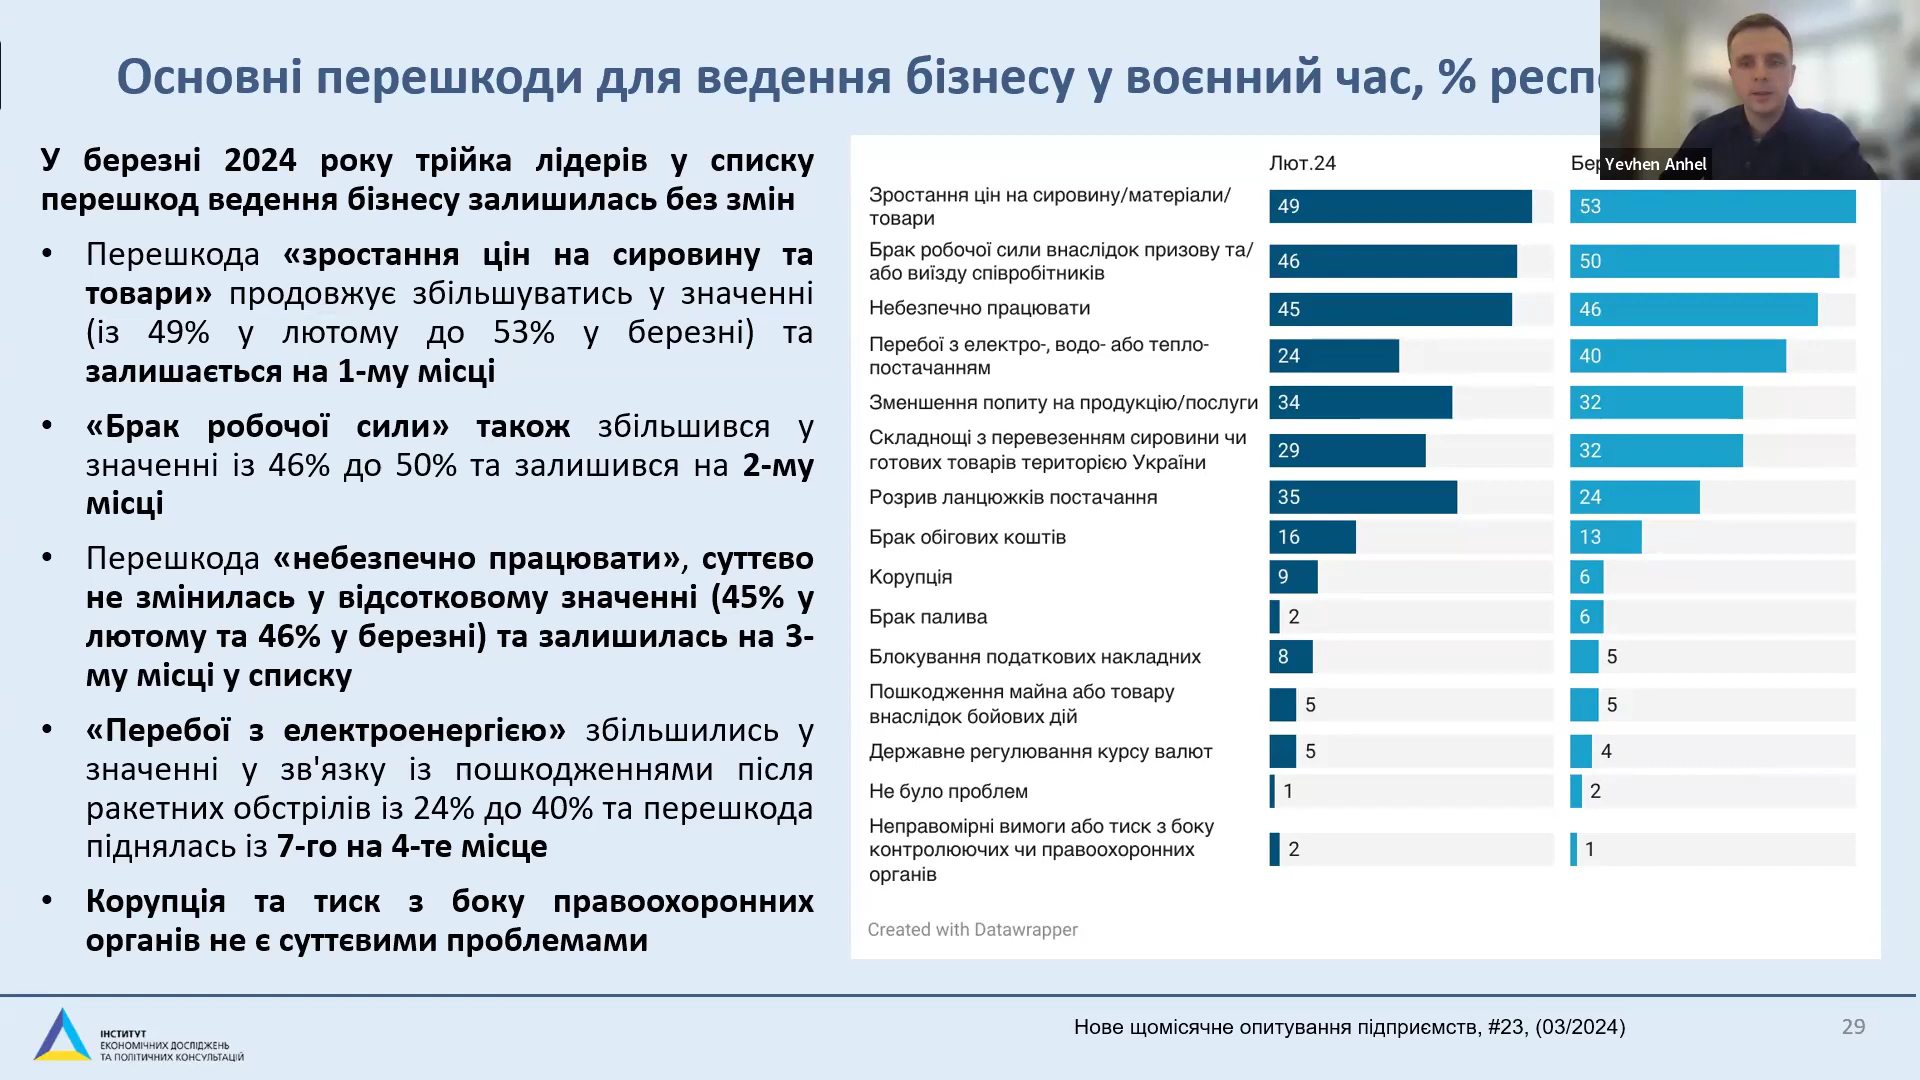 Основні перешкоди для ведення бізнесу у воєнний час, %
Yevhen Anhel
У березні 2024 року трійка лідерів у списку
перешкод ведення бізнесу залишилась без змін
• Перешкода «зростання цін на сировину та
товари» продовжує збільшуватись у значенні
(із 49% у лютому до 53% у березні) та
залишається на 1-му місці
• «Брак робочої сили» також збільшився у
значенні із 46% до 50% та залишився на 2-му
місці
• Перешкода «небезпечно працювати», суттєво
не змінилась у відсотковому значенні (45% у
лютому та 46% у березні) та залишилась на 3-
му місці у списку
• «Перебої з електроенергією» збільшились у
значенні у зв'язку із пошкодженнями після
ракетних обстрілів із 24% до 40% та перешкода
піднялась із 7-го на 4-те місце
• Корупція та тиск з боку правоохоронних
органів не є суттєвими проблемами
Лют.24
Зростання цін на сировину/матеріали/
товари
49 53
Брак робочої сили внаслідок призову та/
або виїзду співробітників
46 50
Небезпечно працювати 45 46
Перебої з електро-, водо- або тепло-
постачанням
24 40
Зменшення попиту на продукцію/послуги 34 32
Складнощі з перевезенням сировини чи
готових товарів територією України
29 32
Розрив ланцюжків постачання 35 24
Брак обігових коштів 16 13
Корупція 9 6
Брак палива 2 6
Блокування податкових накладних 8 5
Пошкодження майна або товару
внаслідок бойових дій
5 5
Державне регулювання курсу валют 5 4
Не було проблем 1 2
Неправомірні вимоги або тиск з боку
контролюючих чи правоохоронних
органів
2 1
Created with Datawrapper
ІНСТИТУТ
ЕКОНОМІЧНИХ ДОСЛІДЖЕНЬ
ТА ПОЛІТИЧНИХ КОНСУЛЬТАЦІЙ
Нове щомісячне опитування підприємств, #23, (03/2024)
29